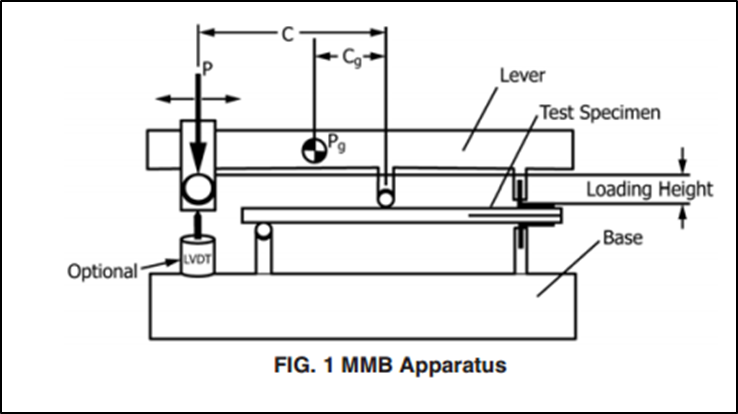 C
P
Cg
Lever
Test Specimen
Pg
Loading Height
Base
Optional
LVDT
FIG. 1 MMB Apparatus